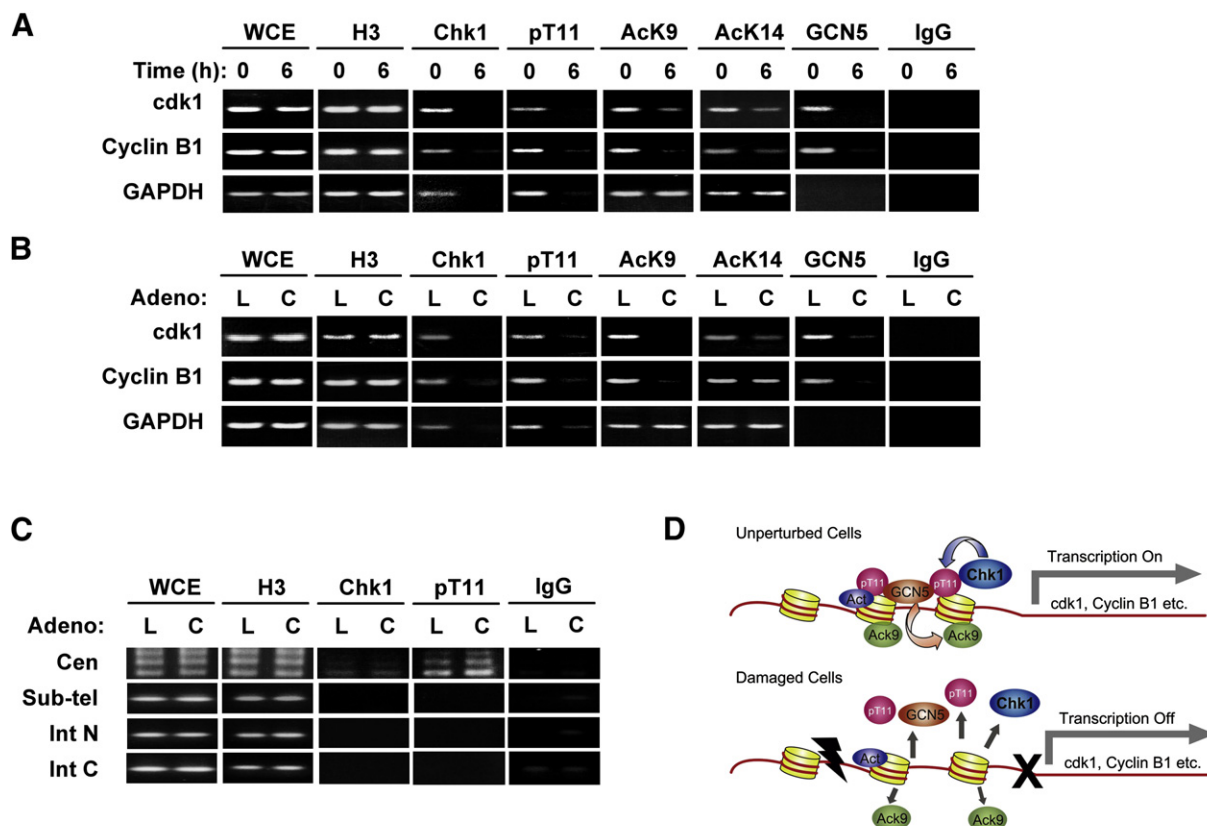 A
WCE H3 Chk1 pT11 AcK9 AcK14 GCN5 IgG
Time (h): 0 6 0 6 0 6 0 6 0 6 0 6 0 6 0 6
cdk1
Cyclin B1
GAPDH
B
WCE H3 Chk1 pT11 AcK9 AcK14 GCN5 IgG
Adeno: L C L C L C L C L C L C L C L C
cdk1
Cyclin B1
GAPDH
C
WCE H3 Chk1 pT11 IgG
Adeno: L C L C L C L C L C
Cen
Sub-tel
Int N
Int C
D
Unperturbed Cells
Transcription On
pT11 GCN5 pT11 Chk1
Act
cdk1, Cyclin B1 etc.
Ack9 Ack9
Damaged Cells
pT11 GCN5 pT11 Chk1
Transcription Off
Act
X
cdk1, Cyclin B1 etc.
Ack9 Ack9